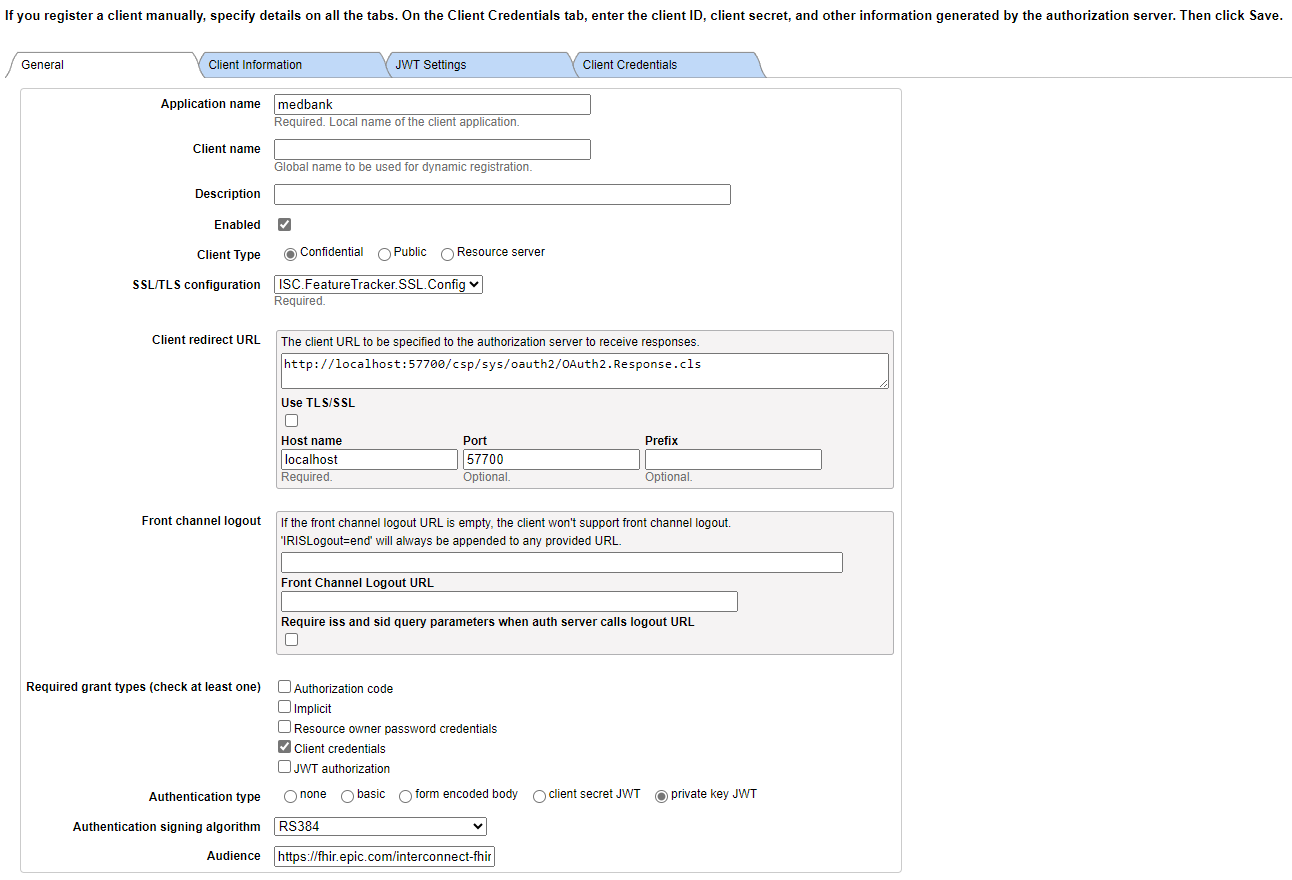 If you register a client manually, specify details on all the tabs. On the Client Credentials tab, enter the client ID, client secret, and other information generated by the authorization server. Then click Save.
General Client Information JWT Settings Client Credentials
Application name medbank
Required. Local name of the client application.
Client name
Global name to be used for dynamic registration.
Description
Enabled
Client Type Confidential Public Resource server
SSL/TLS configuration ISC.FeatureTracker.SSL.Config
Required.
Client redirect URL The client URL to be specified to the authorization server to receive responses.
http://localhost:57700/csp/sys/oauth2/OAuth2.Response.cls
Use TLS/SSL
Host name Port Prefix
localhost 57700
Required. Optional. Optional.
Front channel logout If the front channel logout URL is empty, the client won't support front channel logout.
'IRISLogout=end' will always be appended to any provided URL.
Front Channel Logout URL
Require iss and sid query parameters when auth server calls logout URL
Required grant types (check at least one) Authorization code
Implicit
Resource owner password credentials
Client credentials
JWT authorization
Authentication type none basic form encoded body client secret JWT private key JWT
Authentication signing algorithm RS384
Audience https://fhir.epic.com/interconnect-fhir